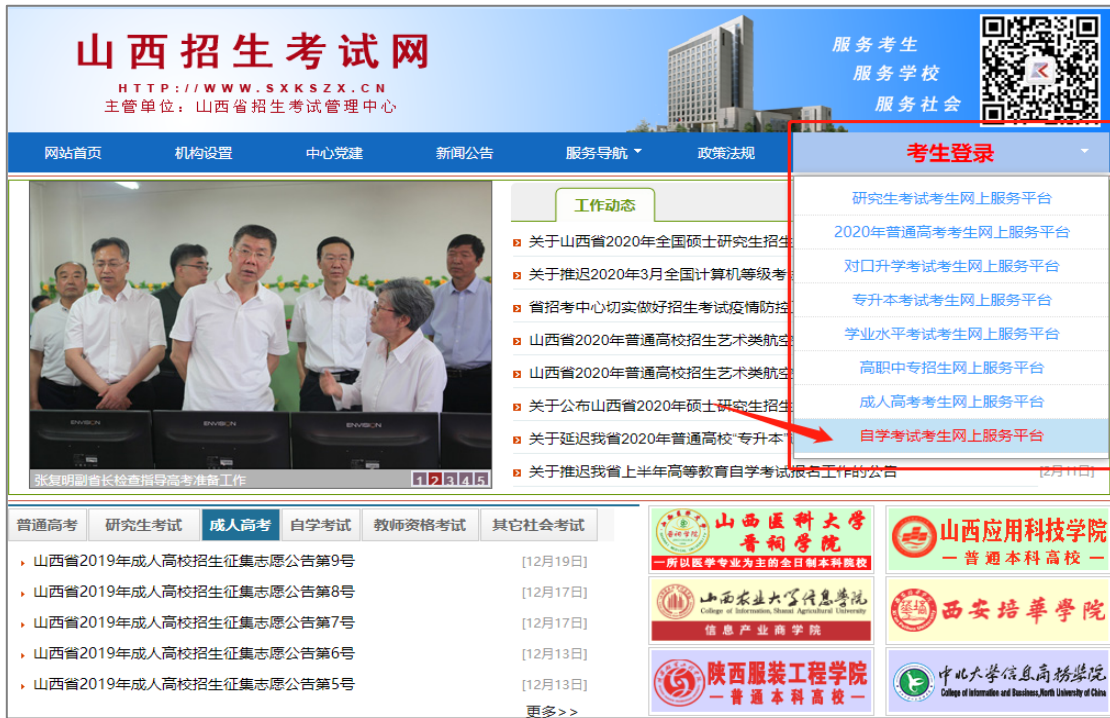 山西招生考试网
HTTP://WWW.SXKSZX.CN
主管单位：山西省招生考试管理中心
服务考生
服务学校
服务社会
网站首页 机构设置 中心党建 新闻公告 服务导航 政策法规 考生登录
研究生考试考生网上服务平台
2020年普通高考考生网上服务平台
对口升学考试考生网上服务平台
专升本考试考生网上服务平台
学业水平考试考生网上服务平台
高职中专招生网上服务平台
成人高考考生网上服务平台
自学考试考生网上服务平台
ENVISION
ENVISION
ENVISION
张复明副省长检查指导高考准备工作 1 2 3 4 5
工作动态
关于山西省2020年全国硕士研究生招生
关于推迟2020年3月全国计算机等级考
省招考中心切实做好招生考试疫情防控
山西省2020年普通高校招生艺术类航空
山西省2020年普通高校招生艺术类航空
关于公布山西省2020年硕士研究生招生
关于延迟我省2020年普通高校“专升本”
关于推迟我省上半年高等教育自学考试报名工作的公告 [2月11日]
普通高考 研究生考试 成人高考 自学考试 教师资格考试 其它社会考试
山西省2019年成人高校招生征集志愿公告第9号 [12月19日]
山西省2019年成人高校招生征集志愿公告第8号 [12月17日]
山西省2019年成人高校招生征集志愿公告第7号 [12月17日]
山西省2019年成人高校招生征集志愿公告第6号 [12月13日]
山西省2019年成人高校招生征集志愿公告第5号 [12月13日]
更多>>
山西医科大学
晋祠学院
一所以医学专业为主的全日制本科院校
山西应用科技学院
一 普通本科高校 一
山西农业大学信息学院
College of Information, Shanxi Agricultural University
信息产业商学院
西安培華學院
陕西服装工程学院
一 普通本科高校 一
中北大学信息商务学院
College of Information and Business,North University of China